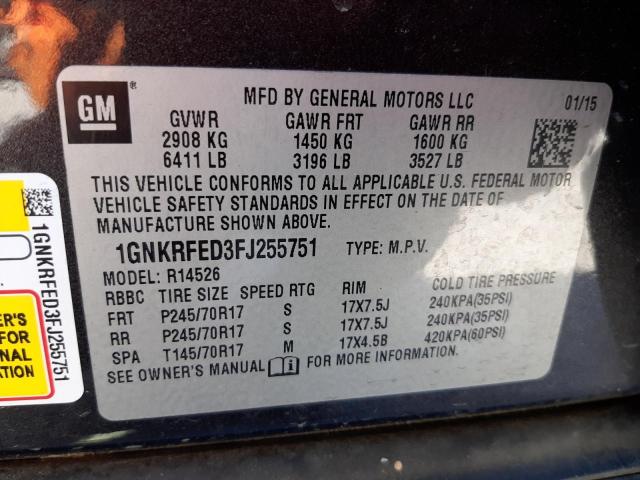 GM
MFD BY GENERAL MOTORS LLC 01/15
GVWR GAWR FRT GAWR RR
2908 KG 1450 KG 1600 KG
6411 LB 3196 LB 3527 LB
THIS VEHICLE CONFORMS TO ALL APPLICABLE U.S. FEDERAL MOTOR
VEHICLE SAFETY STANDARDS IN EFFECT ON THE DATE OF
MANUFACTURE SHOWN ABOVE.
1GNKRFED3FJ255751 TYPE: M.P.V.
MODEL: R14526
RBBC TIRE SIZE SPEED RTG RIM COLD TIRE PRESSURE
FRT P245/70R17 S 17X7.5J 240KPA(35PSI)
RR P245/70R17 S 17X7.5J 240KPA(35PSI)
SPA T145/70R17 M 17X4.5B 420KPA(60PSI)
SEE OWNER'S MANUAL FOR MORE INFORMATION.
1GNKRFED3FJ255751
ER'S
FOR
NAL
ATION